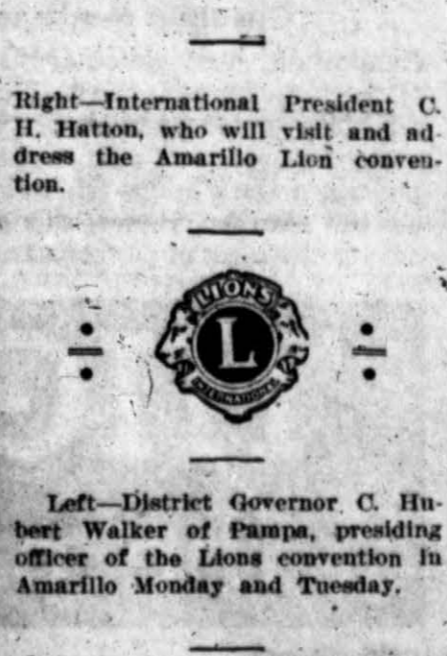 Right—International President C.
H. Hatton, who will visit and ad
dress the Amarillo Lion conven-
tion.
LIONS
L
INTERNATIONAL
Left—District Governor C. Hu-
bert Walker of Pampa, presiding
officer of the Lions convention in
Amarillo Monday and Tuesday.